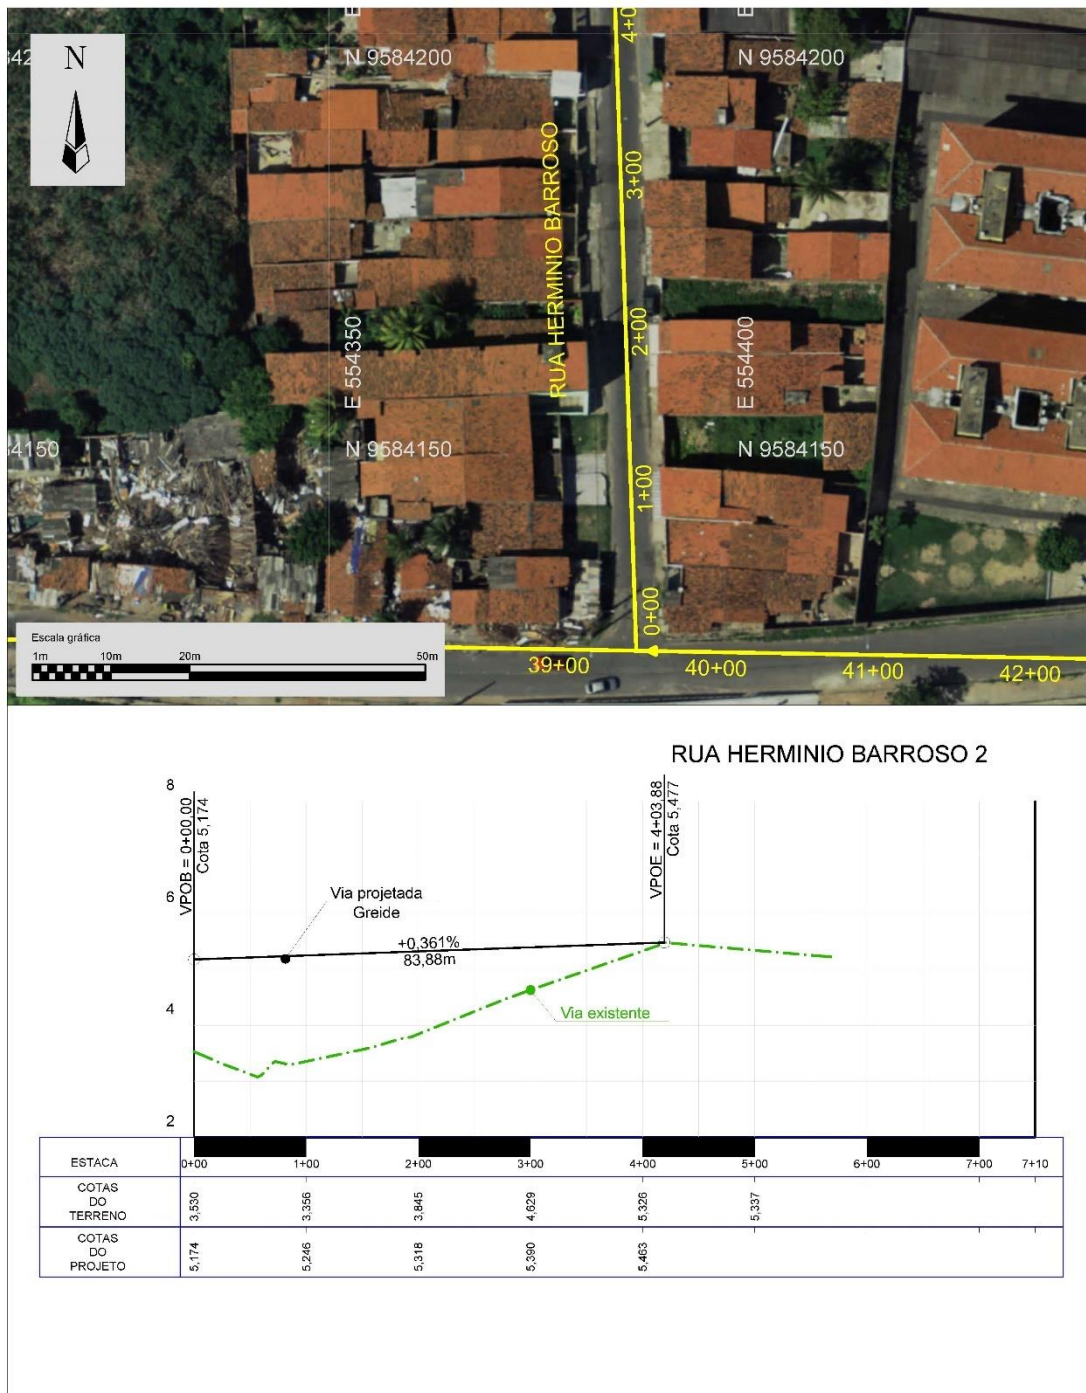 E
E
4+0
342
N 9584200
N 9584200
N
RUA HERMINIO BARROSO
3+00
E 554350
2+00
E 554400
84150
N 9584150
N 9584150
1+00
0+00
Escala gráfica
1m 10m 20m 50m
39+00 40+00 41+00 42+00
RUA HERMINIO BARROSO 2
8
VPOB = 0+00,00
Cota 5,174
VPOE = 4+03,88
Cota 5,477
6
Via projetada
Greide
+0,361%
83,88m
4
Via existente
2
ESTACA 0+00 1+00 2+00 3+00 4+00 5+00 6+00 7+00 7+10
COTAS
DO
TERRENO
3,530 3,356 3,845 4,629 5,326 5,337
COTAS
DO
PROJETO
5,174 5,246 5,318 5,390 5,463